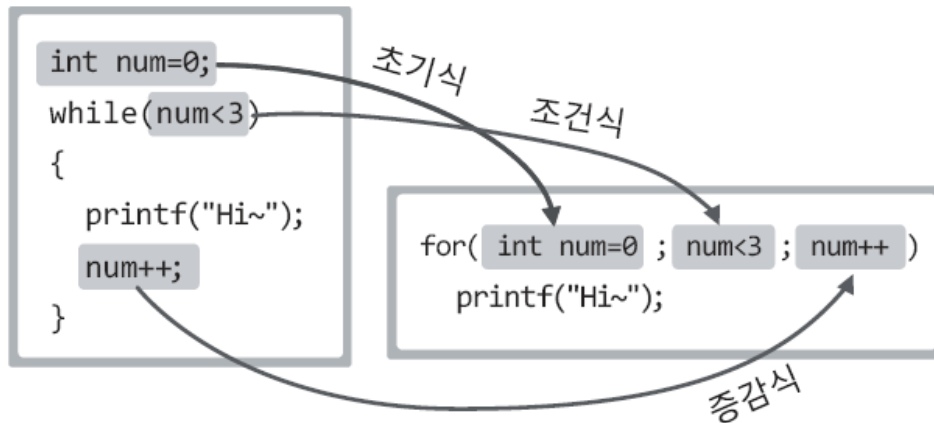 int num=0;
while(num<3)
{
printf("Hi~");
num++;
}
초기식
조건식
for( int num=0 ; num<3 ; num++ )
printf("Hi~");
증감식